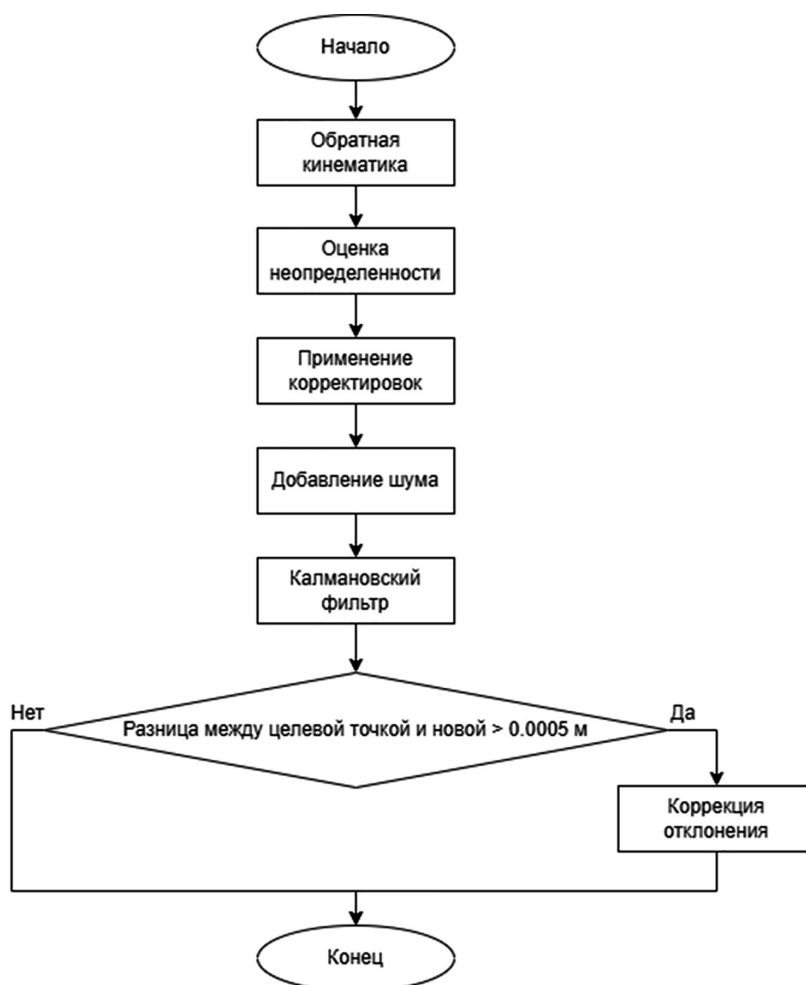 Начало
Обратная
кинематика
Оценка
неопределенности
Применение
корректировок
Добавление шума
Калмановский
фильтр
Нет
Разница между целевой точкой и новой > 0.0005 м
Да
Коррекция
отклонения
Конец